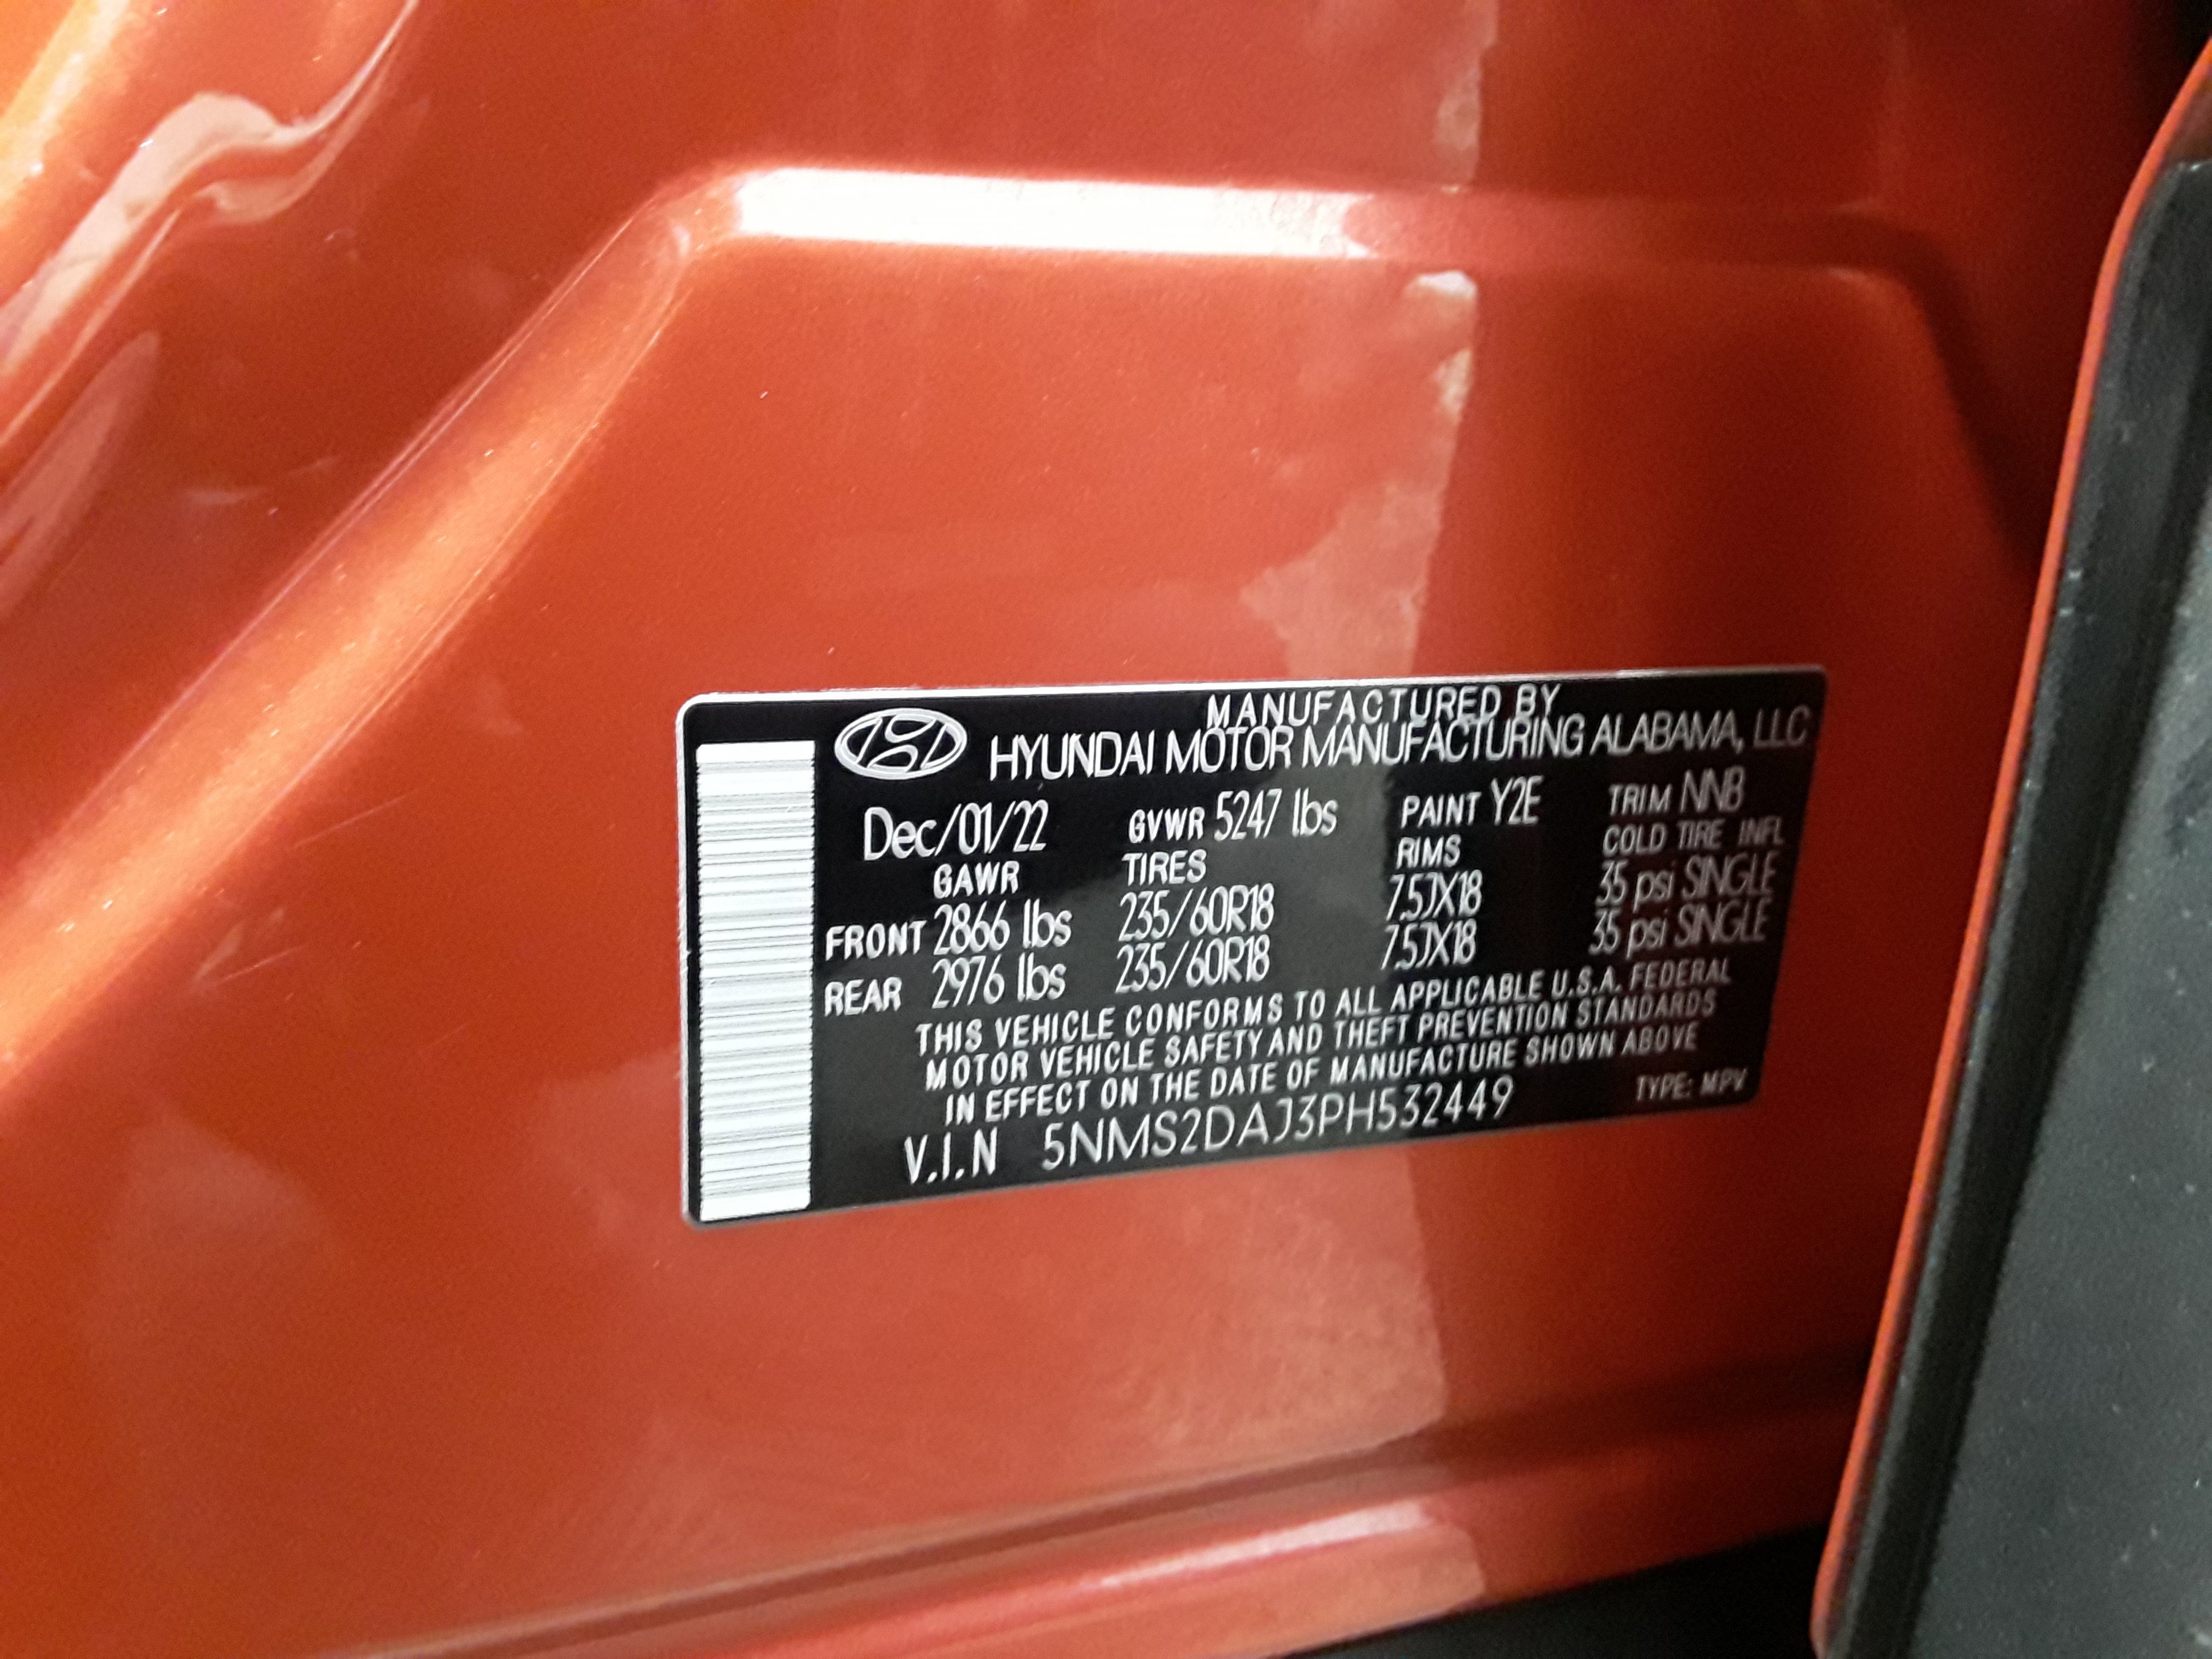 MANUFACTURED BY
HYUNDAI MOTOR MANUFACTURING ALABAMA, LLC
Dec/01/22 GVWR 5247 lbs PAINT Y2E TRIM NNB
GAWR TIRES RIMS COLD TIRE INFL
FRONT 2866 lbs 235/60R18 7.5JX18 35 psi SINGLE
REAR 2976 lbs 235/60R18 7.5JX18 35 psi SINGLE
THIS VEHICLE CONFORMS TO ALL APPLICABLE U.S.A. FEDERAL
MOTOR VEHICLE SAFETY AND THEFT PREVENTION STANDARDS
IN EFFECT ON THE DATE OF MANUFACTURE SHOWN ABOVE
V.I.N 5NMS2DAJ3PH532449 TYPE: MPV